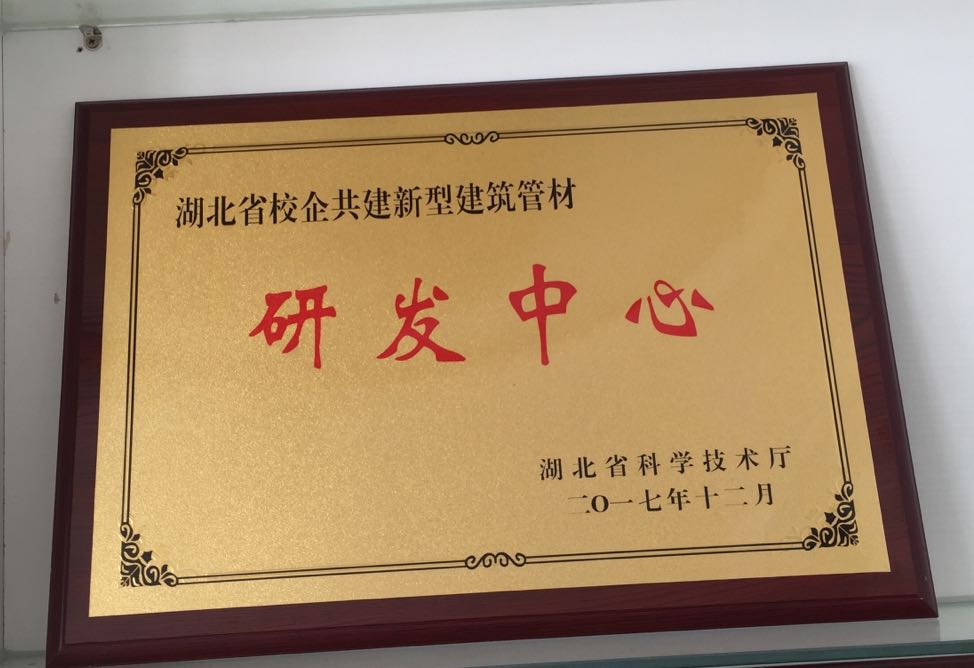 湖北省校企共建新型建筑管材
研发中心
湖北省科学技术厅
二O一七年十二月